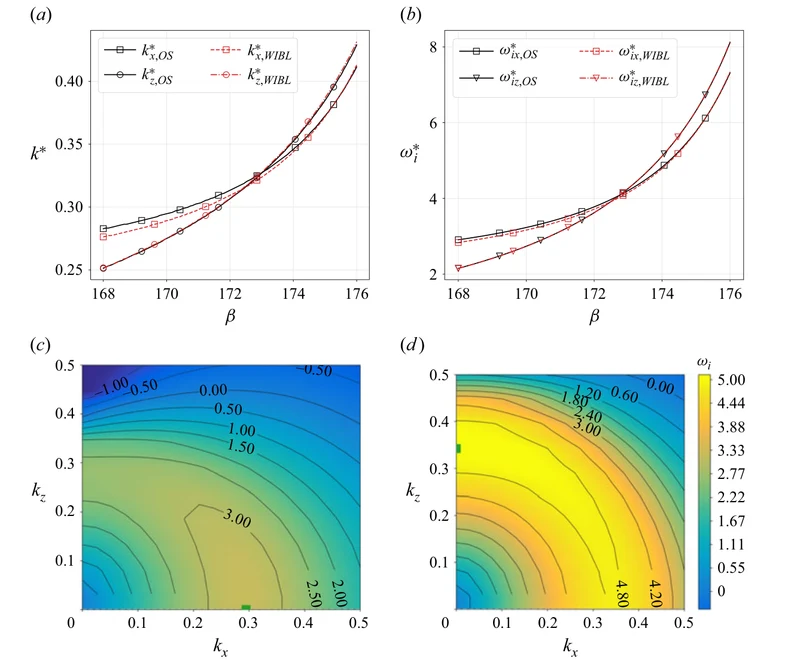 (a)
k*x,OS k*x,WIBL
k*z,OS k*z,WIBL
0.40
0.35
k*
0.30
0.25
168 170 172 174 176
β
(b)
ω*ix,OS ω*ix,WIBL
ω*iz,OS ω*iz,WIBL
8
6
ω*i
4
2
168 170 172 174 176
β
(c)
0.5
0.4
0.3
kz
0.2
0.1
0 0.1 0.2 0.3 0.4 0.5
kx
–1.00
–0.50
–0.50
0.00
0.50
1.00
1.50
3.00
2.50
2.00
(d)
0.5
0.4
0.3
kz
0.2
0.1
0 0.1 0.2 0.3 0.4 0.5
kx
1.20
0.60
0.00
1.80
2.40
3.00
4.80
4.20
ωi
5.00
4.44
3.88
3.33
2.77
2.22
1.67
1.11
0.55
0